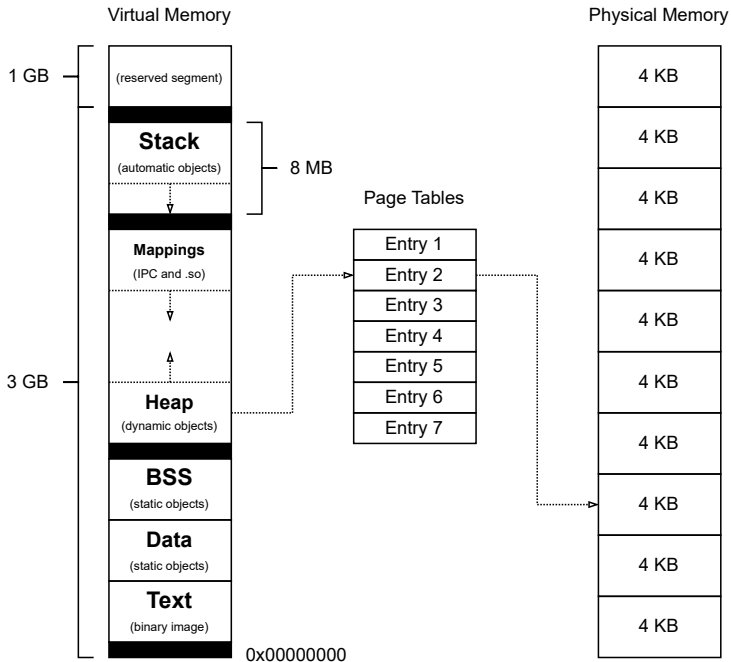 Virtual Memory
Physical Memory
1 GB
(reserved segment)
Stack
(automatic objects)
8 MB
Mappings
(IPC and .so)
3 GB
Heap
(dynamic objects)
BSS
(static objects)
Data
(static objects)
Text
(binary image)
0x00000000
Page Tables
Entry 1
Entry 2
Entry 3
Entry 4
Entry 5
Entry 6
Entry 7
4 KB
4 KB
4 KB
4 KB
4 KB
4 KB
4 KB
4 KB
4 KB
4 KB